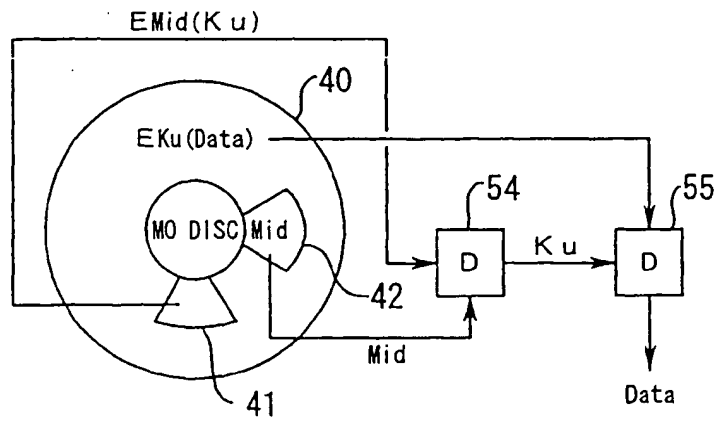 EMid(Ku)
40
EKu(Data)
54
55
MO DISC
Mid
D
Ku
D
42
Mid
41
Data